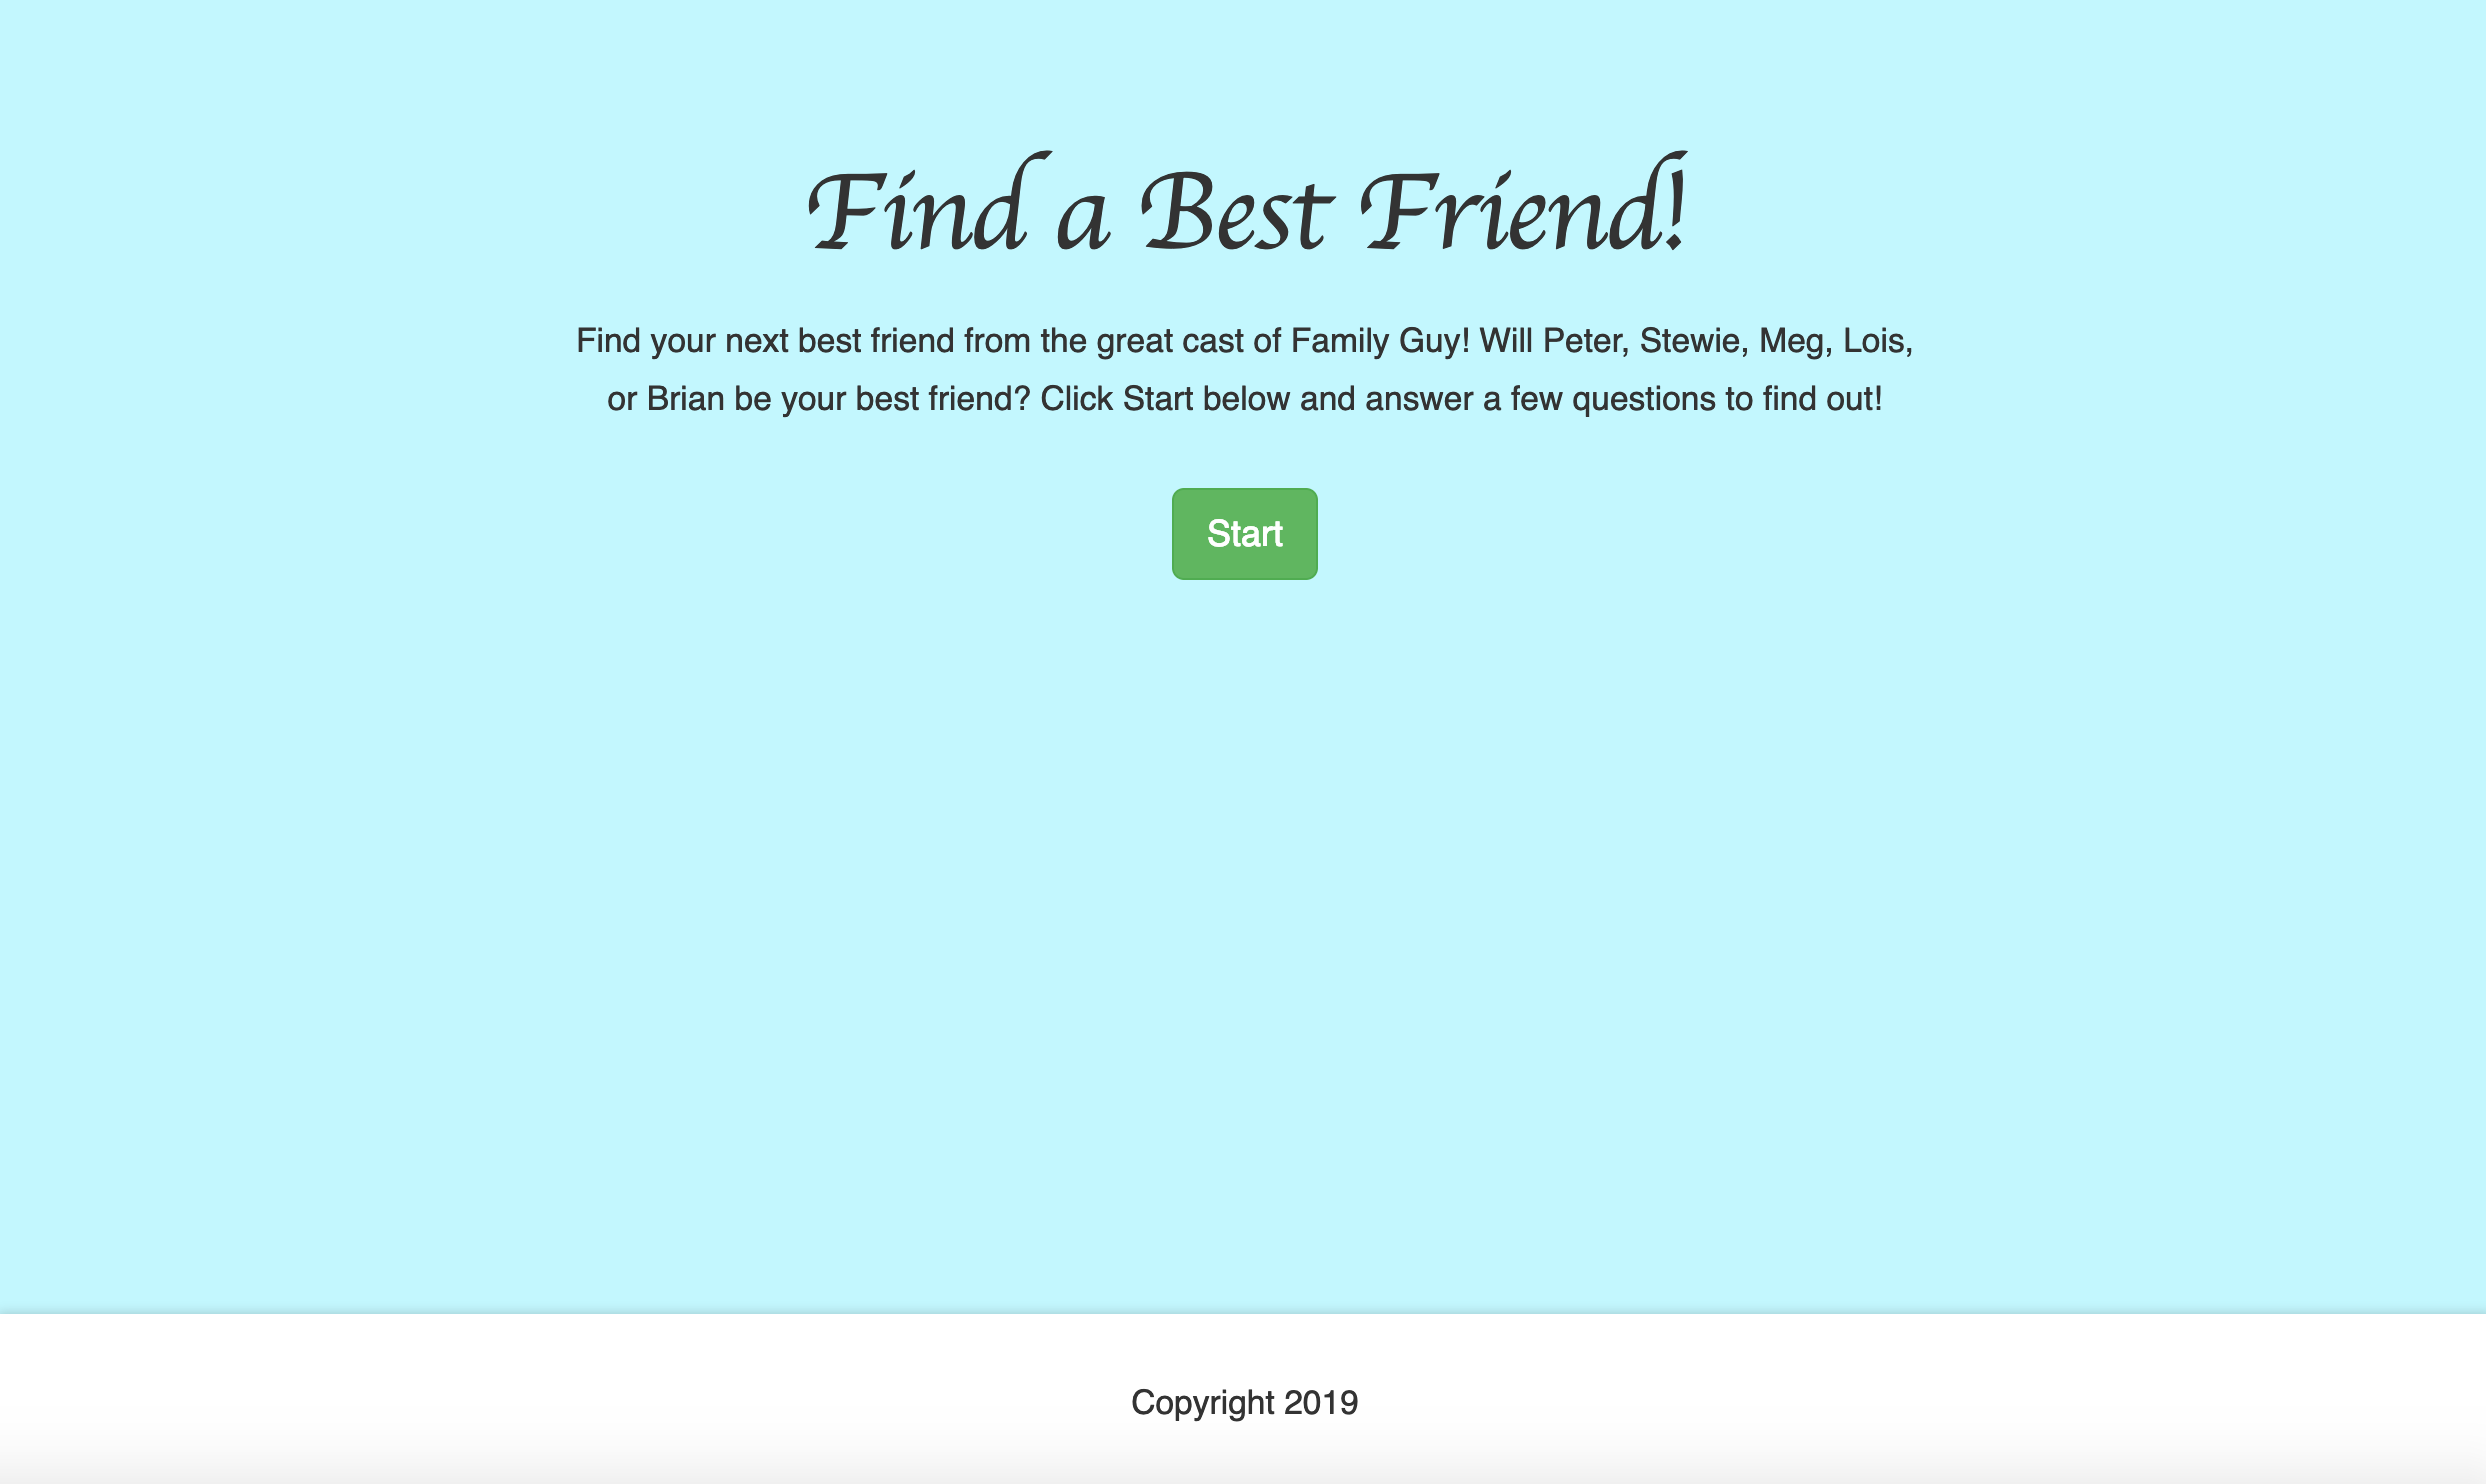 Find a Best Friend!
Find your next best friend from the great cast of Family Guy! Will Peter, Stewie, Meg, Lois,
or Brian be your best friend? Click Start below and answer a few questions to find out!
Start
Copyright 2019